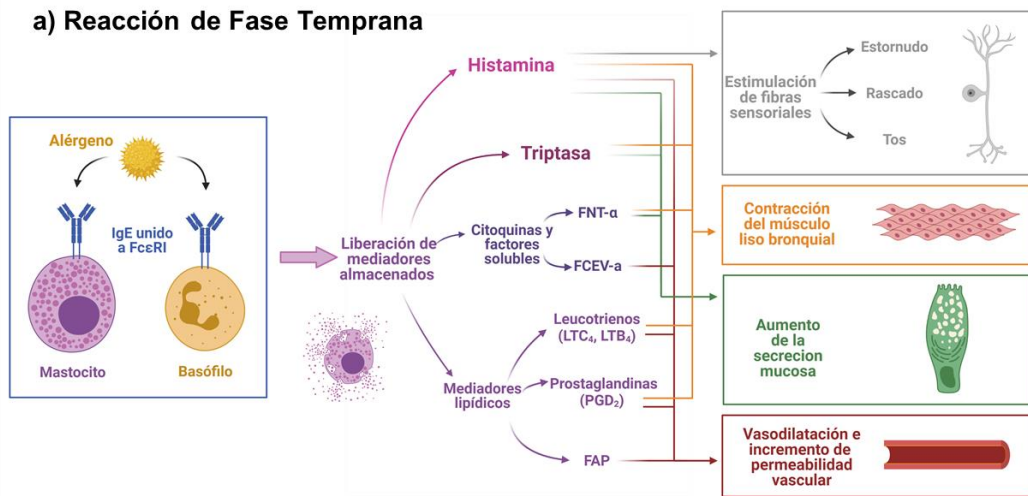 a) Reacción de Fase Temprana
Alérgeno
IgE unido
a FcεRI
Mastocito
Basófilo
Liberación de
mediadores
almacenados
Histamina
Triptasa
Citoquinas y
factores
solubles
FNT-α
FCEV-a
Mediadores
lipídicos
Leucotrienos
(LTC₄, LTB₄)
Prostaglandinas
(PGD₂)
FAP
Estimulación
de fibras
sensoriales
Estornudo
Rascado
Tos
Contracción
del músculo
liso bronquial
Aumento
de la
secrecion
mucosa
Vasodilatación e
incremento de
permeabilidad
vascular